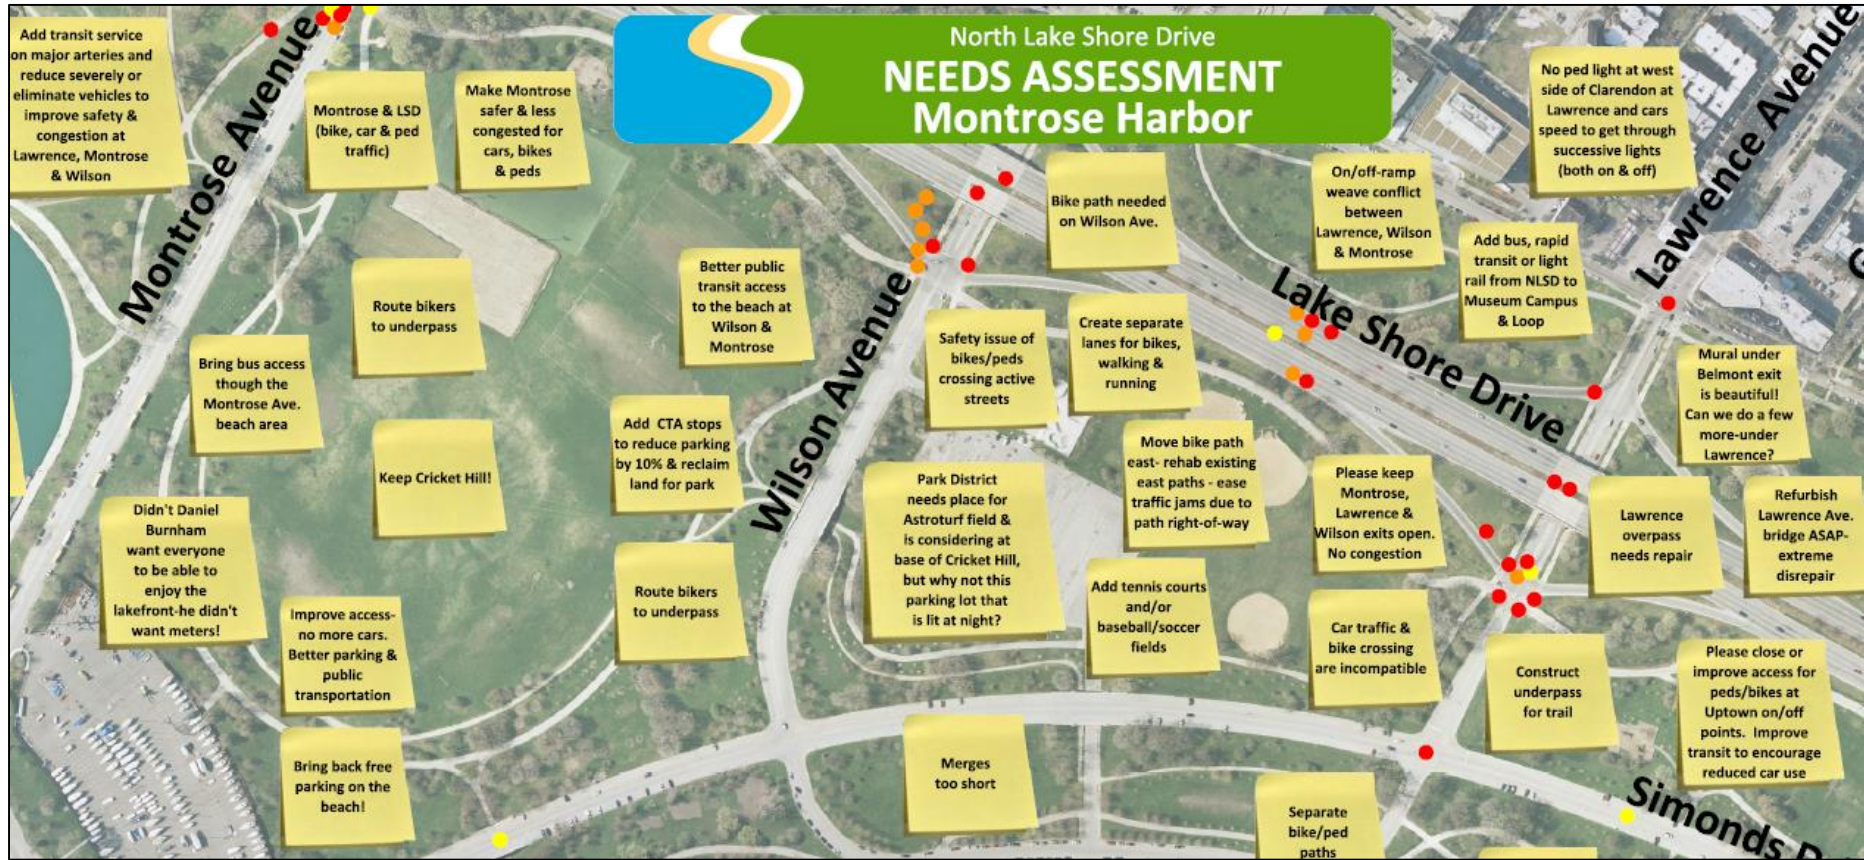 North Lake Shore Drive
NEEDS ASSESSMENT
Montrose Harbor
Add transit service
on major arteries and
reduce severely or
eliminate vehicles to
improve safety &
congestion at
Lawrence, Montrose
& Wilson
Montrose Avenue
Montrose & LSD
(bike, car & ped
traffic)
Make Montrose
safer & less
congested for
cars, bikes
& peds
Bike path needed
on Wilson Ave.
On/off-ramp
weave conflict
between
Lawrence, Wilson
& Montrose
No ped light at west
side of Clarendon at
Lawrence and cars
speed to get through
successive lights
(both on & off)
Lawrence Avenue
Add bus, rapid
transit or light
rail from NLSD to
Museum Campus
& Loop
Route bikers
to underpass
Better public
transit access
to the beach at
Wilson &
Montrose
Wilson Avenue
Safety issue of
bikes/peds
crossing active
streets
Create separate
lanes for bikes,
walking &
running
Lake Shore Drive
Mural under
Belmont exit
is beautiful!
Can we do a few
more-under
Lawrence?
Bring bus access
though the
Montrose Ave.
beach area
Keep Cricket Hill!
Add CTA stops
to reduce parking
by 10% & reclaim
land for park
Park District
needs place for
Astroturf field &
is considering at
base of Cricket Hill,
but why not this
parking lot that
is lit at night?
Move bike path
east- rehab existing
east paths - ease
traffic jams due to
path right-of-way
Please keep
Montrose,
Lawrence &
Wilson exits open.
No congestion
Lawrence
overpass
needs repair
Refurbish
Lawrence Ave.
bridge ASAP-
extreme
disrepair
Didn't Daniel
Burnham
want everyone
to be able to
enjoy the
lakefront-he didn't
want meters!
Improve access-
no more cars.
Better parking &
public
transportation
Route bikers
to underpass
Add tennis courts
and/or
baseball/soccer
fields
Car traffic &
bike crossing
are incompatible
Construct
underpass
for trail
Please close or
improve access for
peds/bikes at
Uptown on/off
points. Improve
transit to encourage
reduced car use
Bring back free
parking on the
beach!
Merges
too short
Separate
bike/ped
paths
Simonds